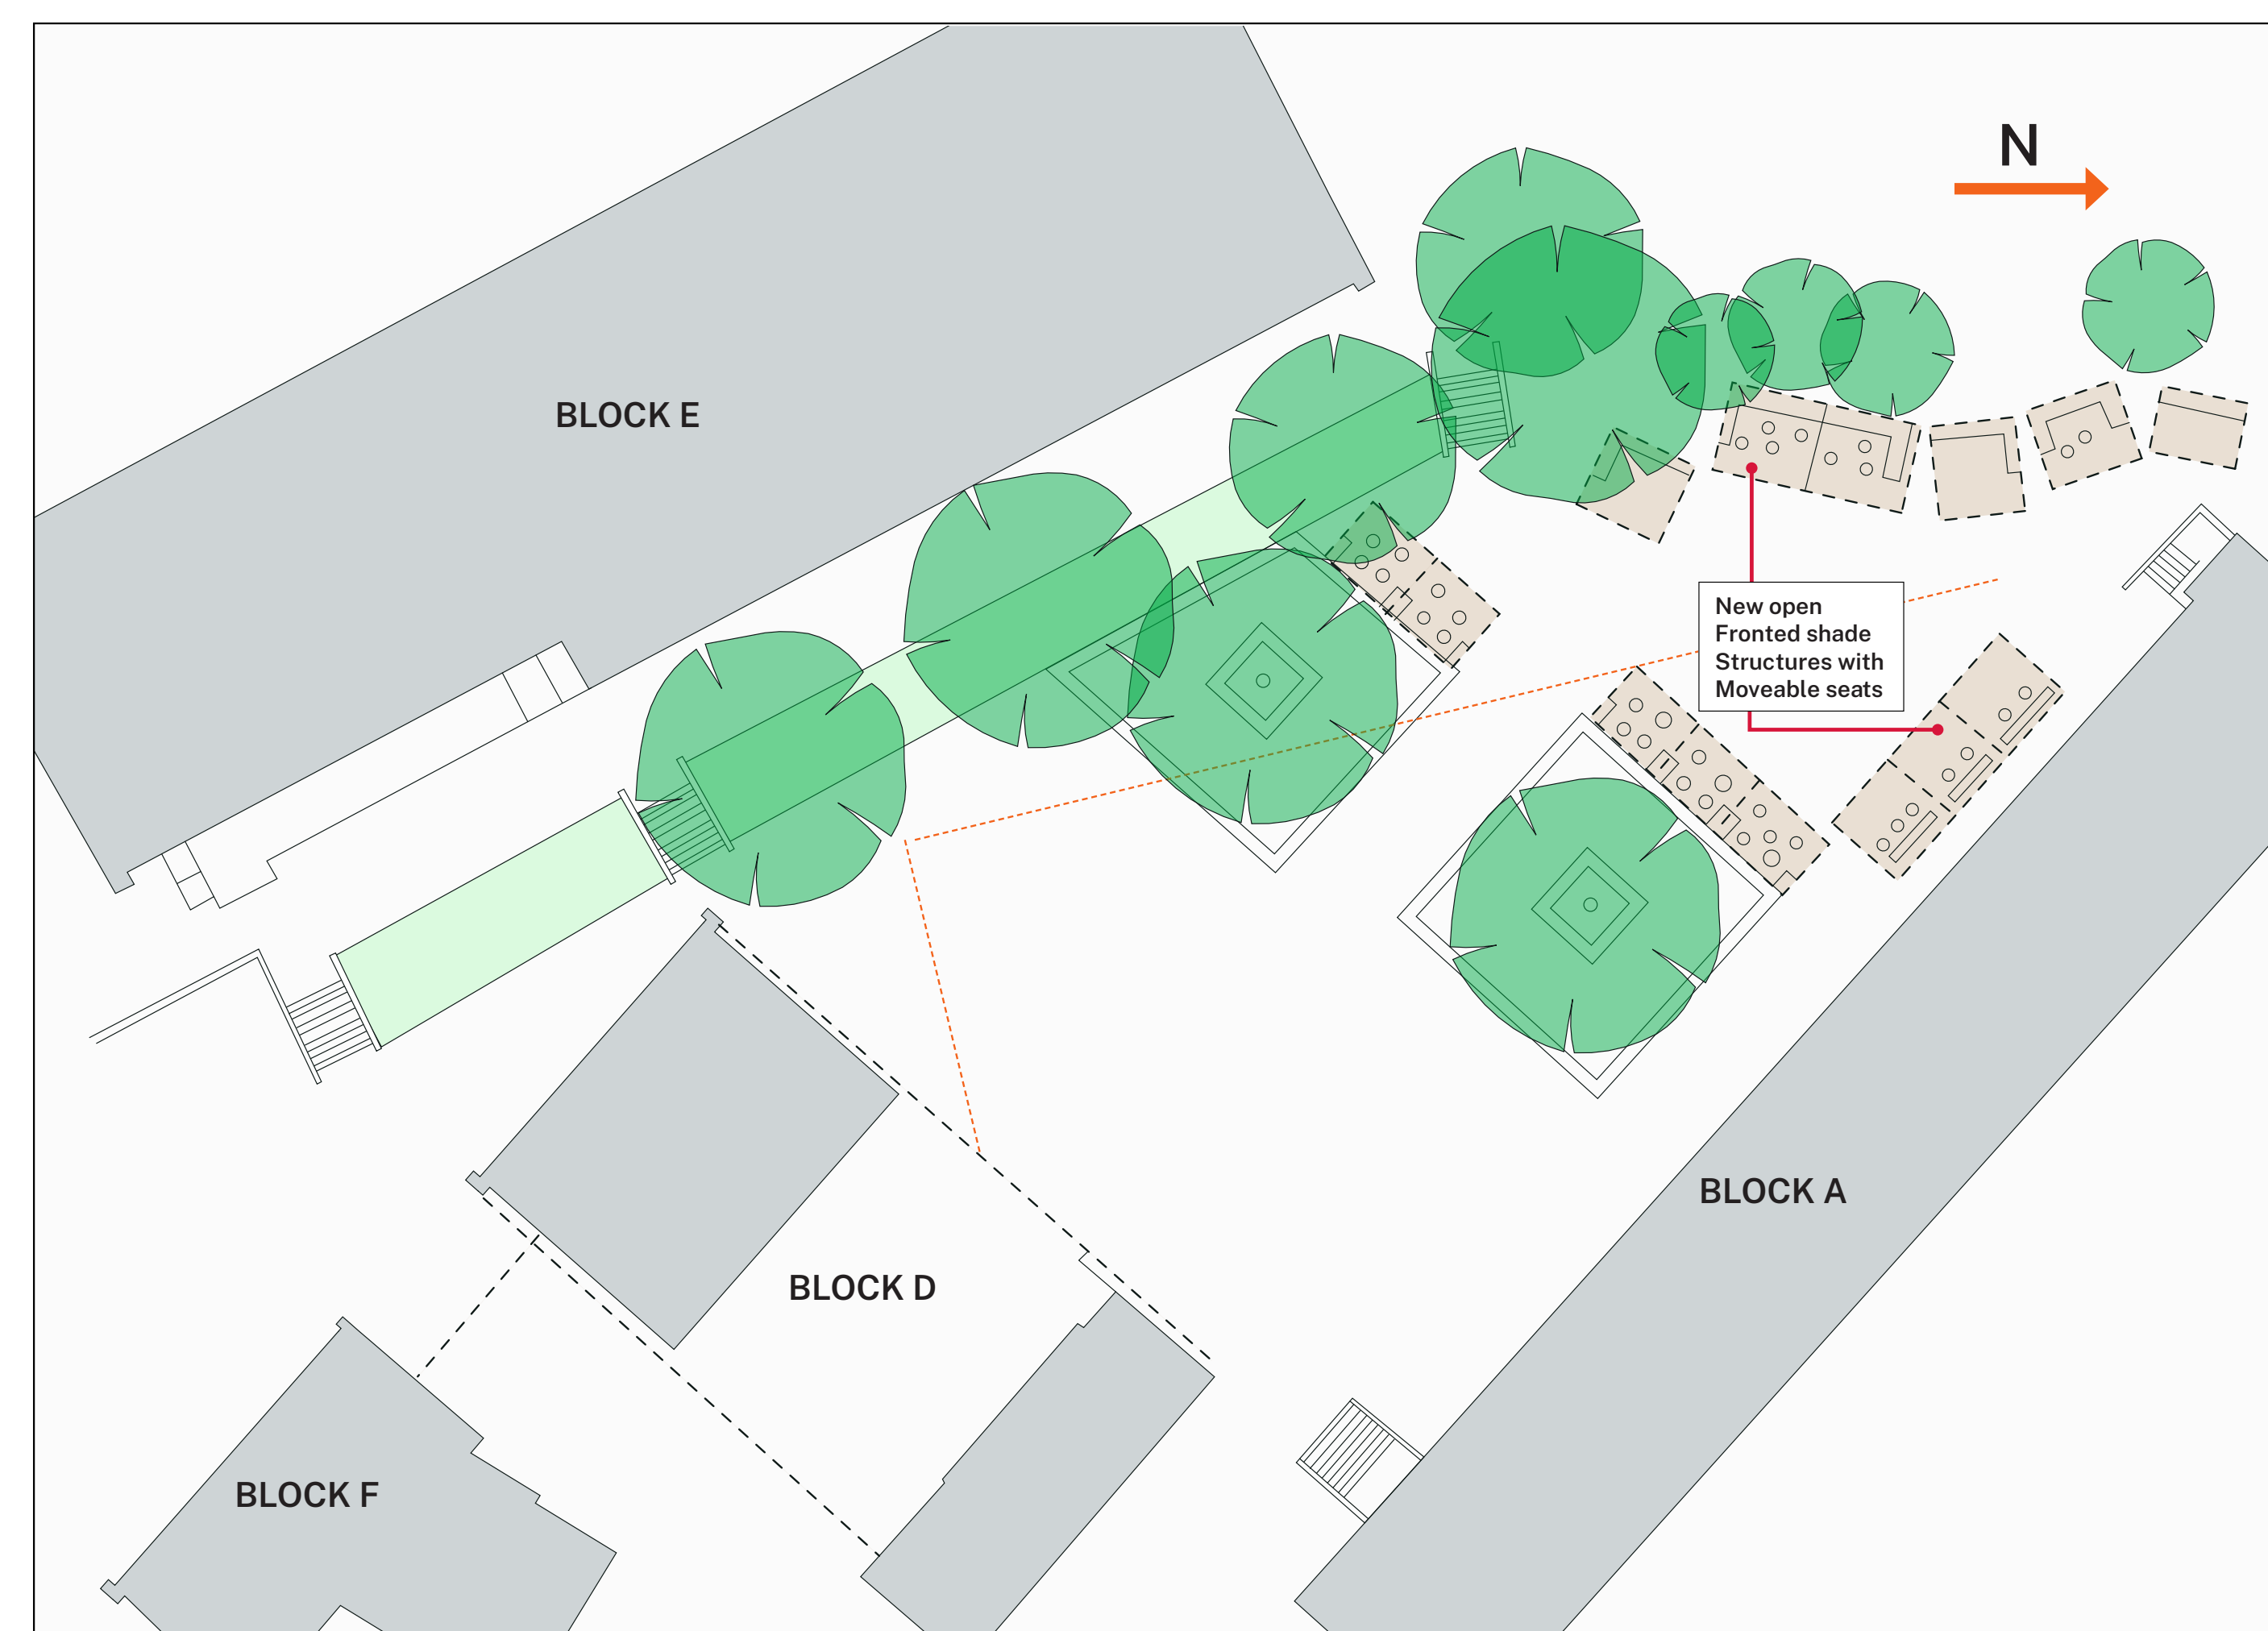 N
BLOCK E
New open
Fronted shade
Structures with
Moveable seats
BLOCK A
BLOCK D
BLOCK F